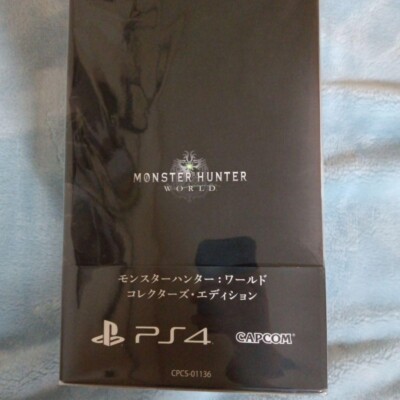 MONSTER HUNTER
WORLD
モンスターハンター：ワールド
コレクターズ・エディション
PS4
CAPCOM
CPCS-01136